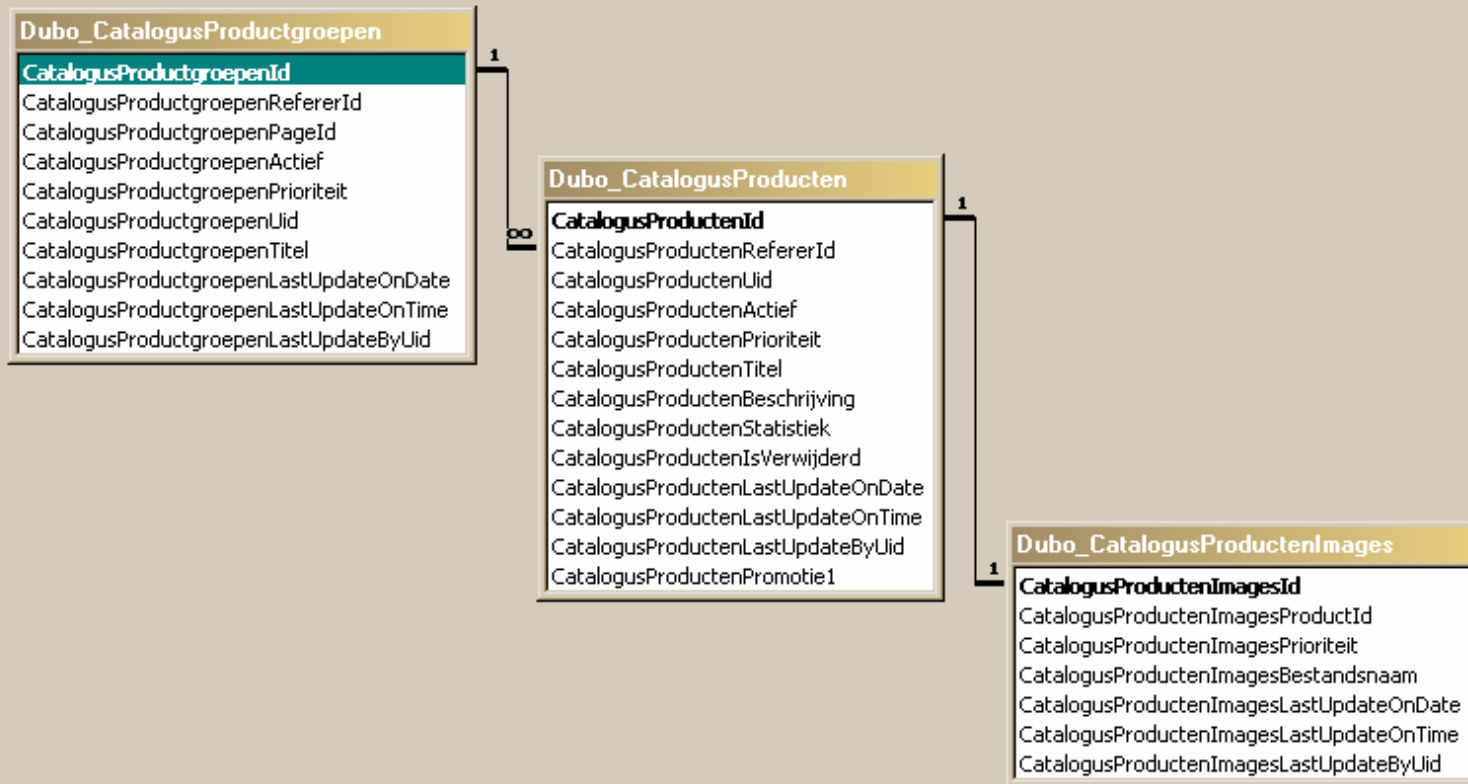 Dubo_CatalogusProductgroepen
CatalogusProductgroepenId
CatalogusProductgroepenRefererId
CatalogusProductgroepenPageId
CatalogusProductgroepenActief
CatalogusProductgroepenPrioriteit
CatalogusProductgroepenUid
CatalogusProductgroepenTitel
CatalogusProductgroepenLastUpdateOnDate
CatalogusProductgroepenLastUpdateOnTime
CatalogusProductgroepenLastUpdateByUid
1
∞
Dubo_CatalogusProducten
CatalogusProductenId
CatalogusProductenRefererId
CatalogusProductenUid
CatalogusProductenActief
CatalogusProductenPrioriteit
CatalogusProductenTitel
CatalogusProductenBeschrijving
CatalogusProductenStatistiek
CatalogusProductenIsVerwijderd
CatalogusProductenLastUpdateOnDate
CatalogusProductenLastUpdateOnTime
CatalogusProductenLastUpdateByUid
CatalogusProductenPromotie1
1
1
Dubo_CatalogusProductenImages
CatalogusProductenImagesId
CatalogusProductenImagesProductId
CatalogusProductenImagesPrioriteit
CatalogusProductenImagesBestandsnaam
CatalogusProductenImagesLastUpdateOnDate
CatalogusProductenImagesLastUpdateOnTime
CatalogusProductenImagesLastUpdateByUid